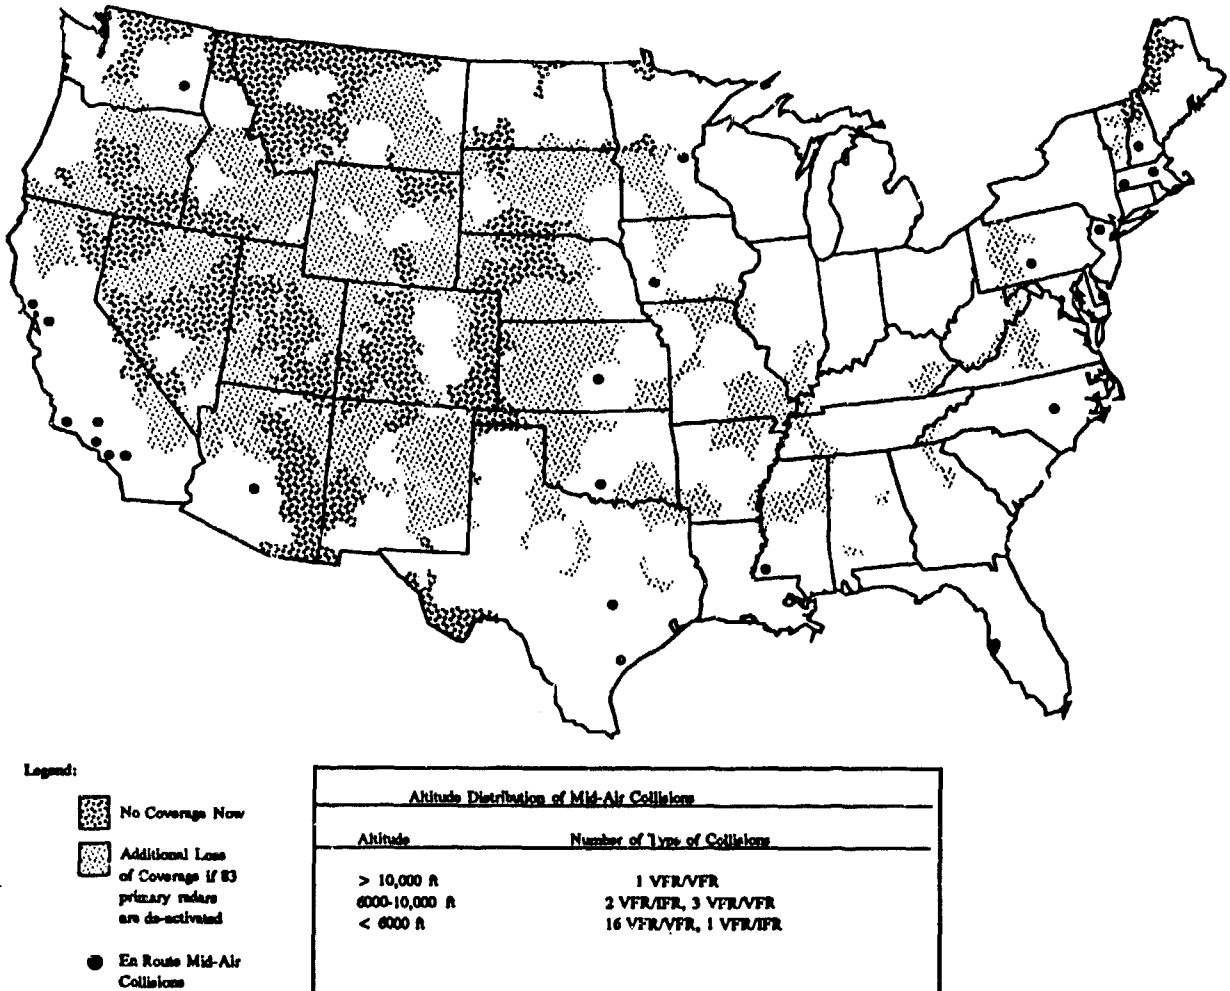 Legend:
No Coverage Now
Additional Loss
of Coverage if 83
primary radars
are de-activated
En Route Mid-Air
Collisions
Altitude Distribution of Mid-Air Collisions
Altitude Number of Type of Collisions
> 10,000 ft 1 VFR/VFR
6000-10,000 ft 2 VFR/IFR, 3 VFR/VFR
< 6000 ft 16 VFR/VFR, 1 VFR/IFR